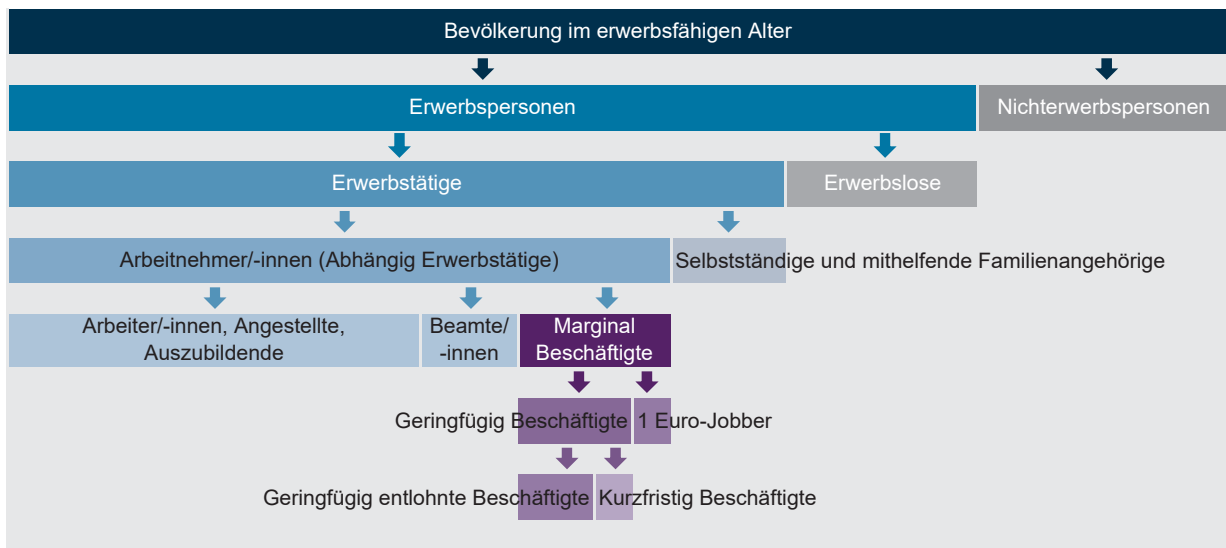 Bevölkerung im erwerbsfähigen Alter
Erwerbspersonen
Nichterwerbspersonen
Erwerbstätige
Erwerbslose
Arbeitnehmer/-innen (Abhängig Erwerbstätige)
Selbstständige und mithelfende Familienangehörige
Arbeiter/-innen, Angestellte,
Auszubildende
Beamte/
-innen
Marginal
Beschäftigte
Geringfügig Beschäftigte
1 Euro-Jobber
Geringfügig entlohnte Beschäftigte
Kurzfristig Beschäftigte